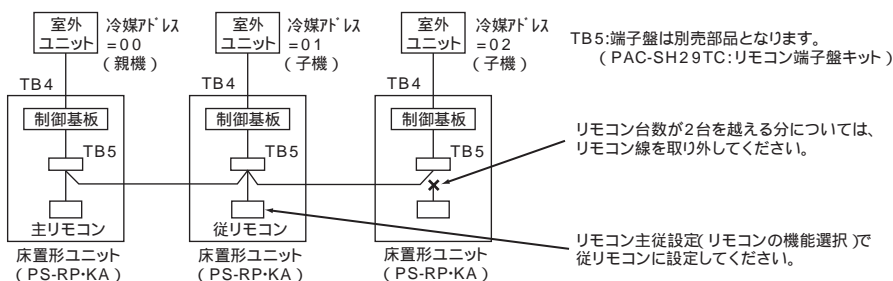 室外
ユニット
冷媒アドレス
=00
(親機)
室外
ユニット
冷媒アドレス
=01
(子機)
室外
ユニット
冷媒アドレス
=02
(子機)
TB5:端子盤は別売部品となります。
(PAC-SH29TC:リモコン端子盤キット)
TB4
TB4
TB4
制御基板
制御基板
制御基板
TB5
TB5
TB5
リモコン台数が2台を越える分については、
リモコン線を取り外してください。
主リモコン
従リモコン
リモコン主従設定(リモコンの機能選択)で
従リモコンに設定してください。
床置形ユニット
(PS-RP・KA)
床置形ユニット
(PS-RP・KA)
床置形ユニット
(PS-RP・KA)